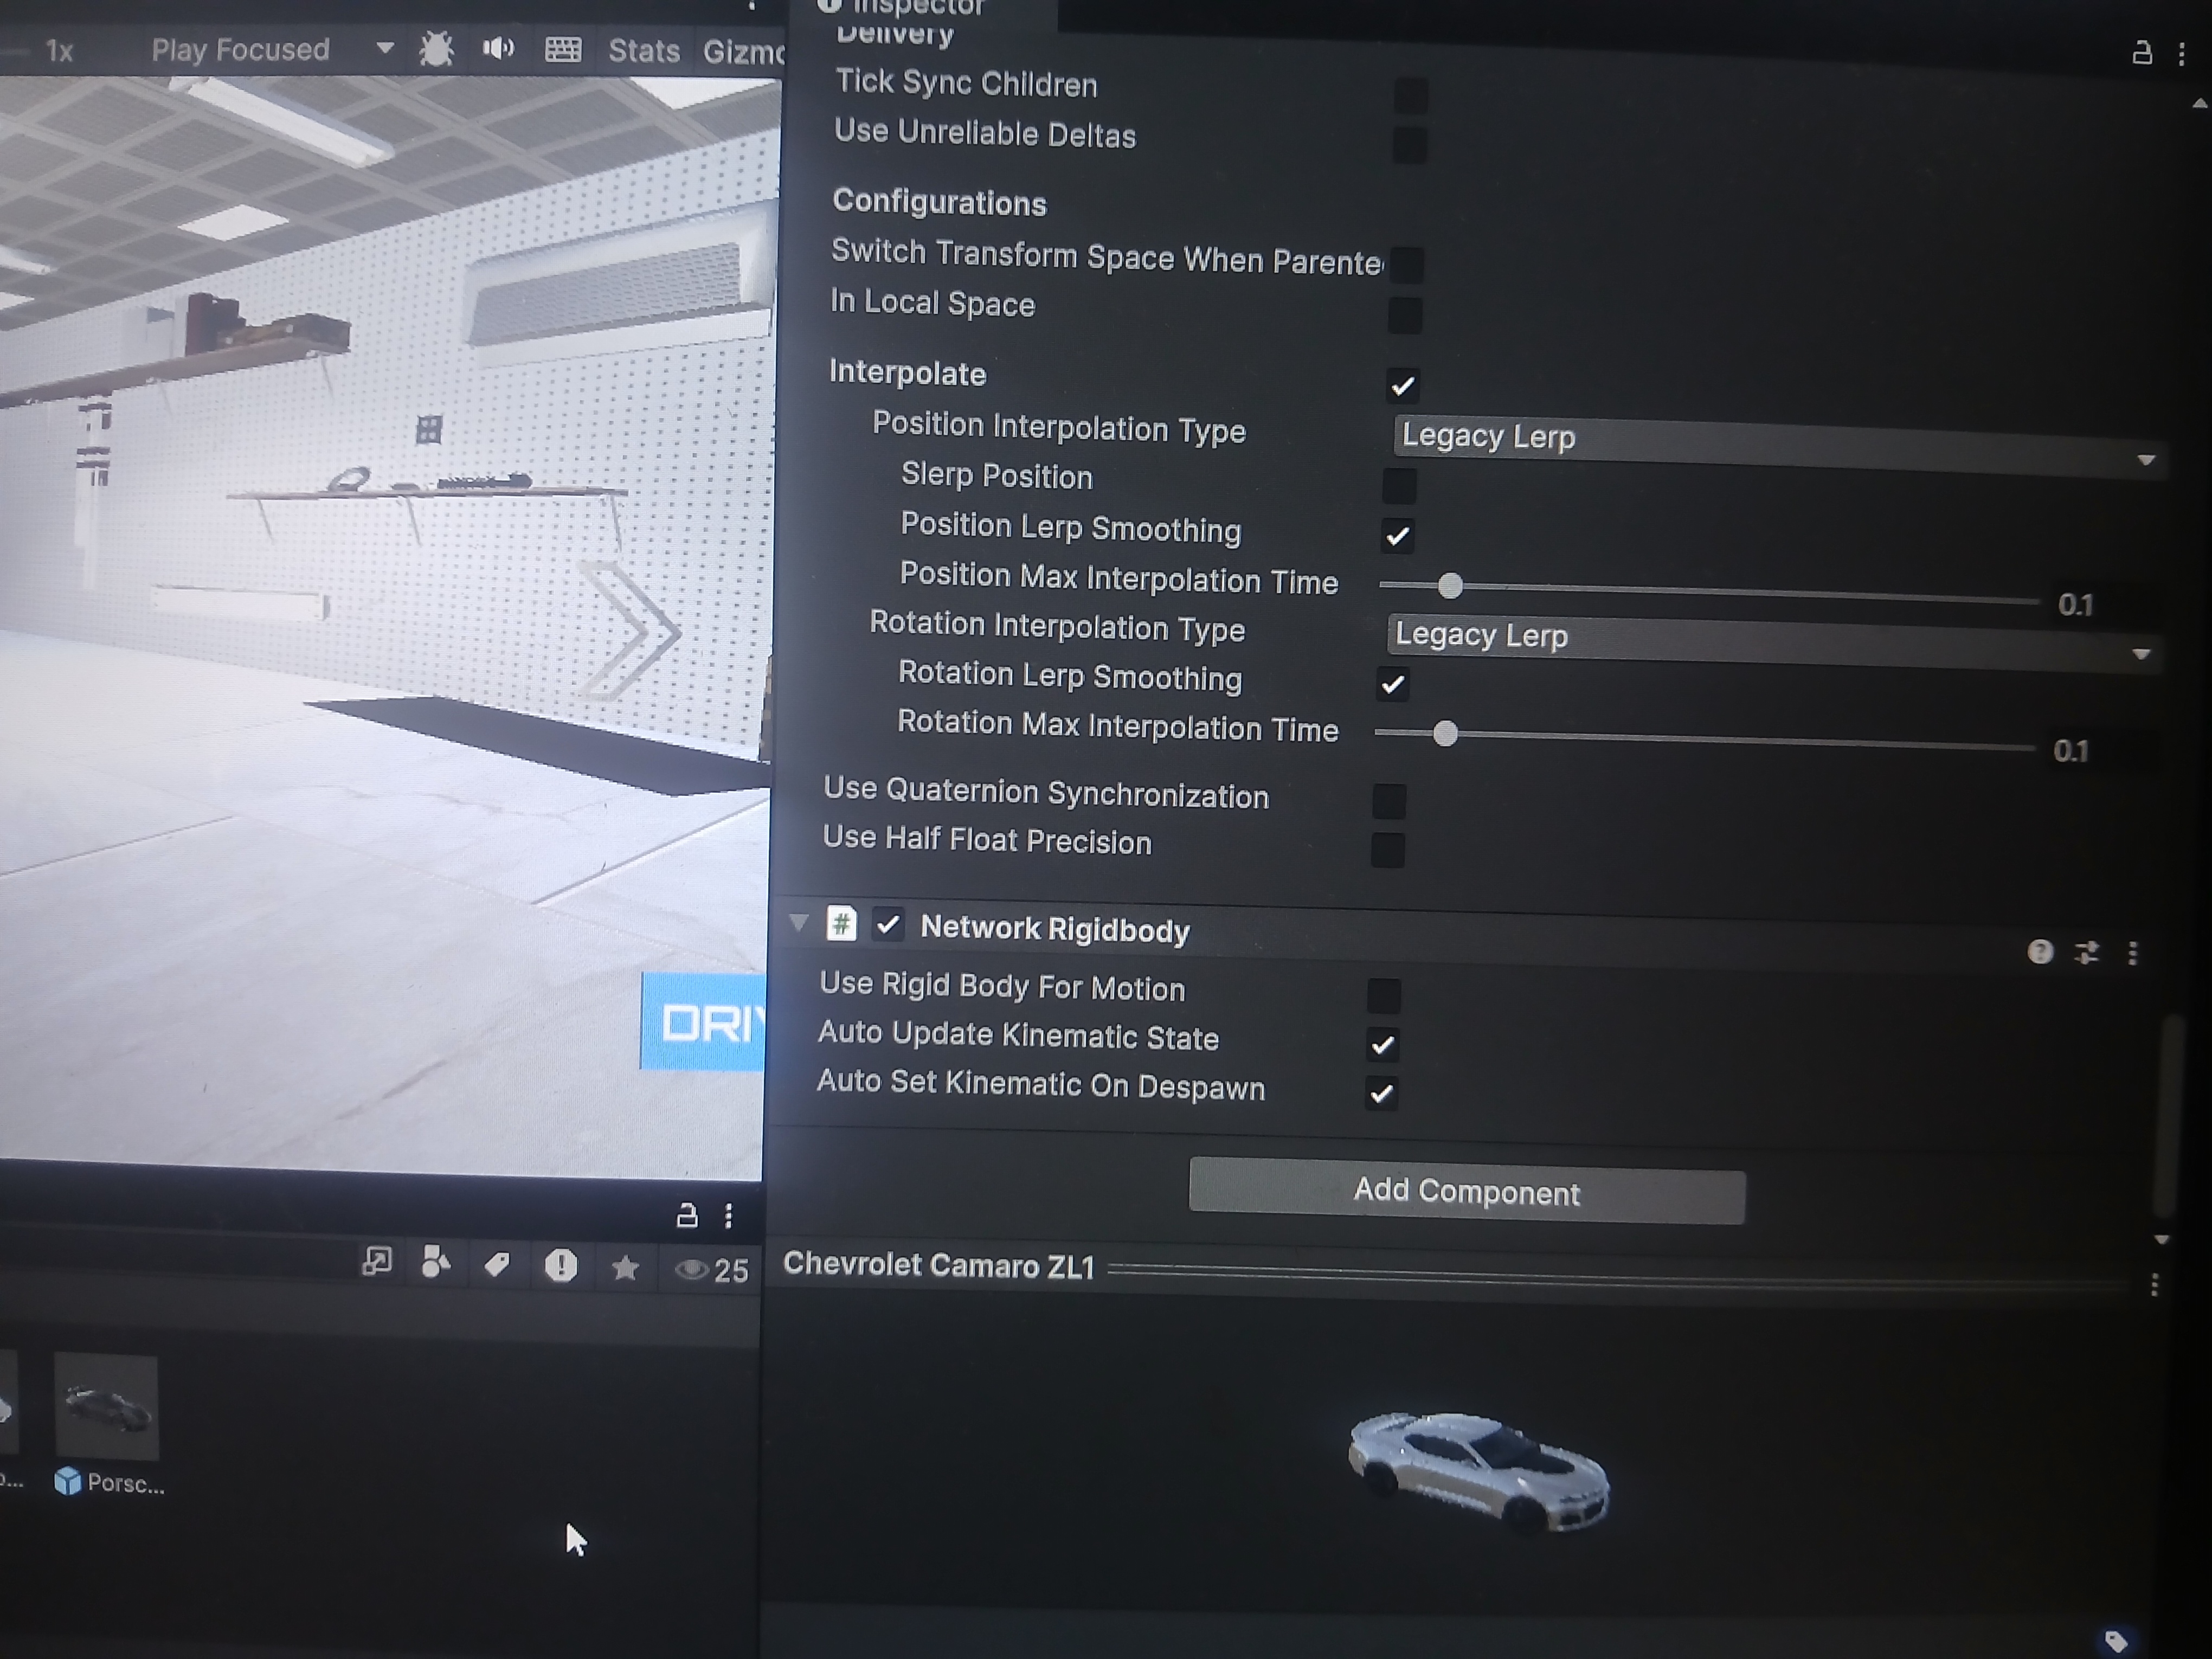 Inspector
1x Play Focused Stats Gizmo
Delivery
Tick Sync Children
Use Unreliable Deltas
Configurations
Switch Transform Space When Parente
In Local Space
Interpolate
Position Interpolation Type Legacy Lerp
Slerp Position
Position Lerp Smoothing
Position Max Interpolation Time 0.1
Rotation Interpolation Type Legacy Lerp
Rotation Lerp Smoothing
Rotation Max Interpolation Time 0.1
Use Quaternion Synchronization
Use Half Float Precision
# Network Rigidbody
Use Rigid Body For Motion
DRIV
Auto Update Kinematic State
Auto Set Kinematic On Despawn
Add Component
25
Chevrolet Camaro ZL1
Porsc...